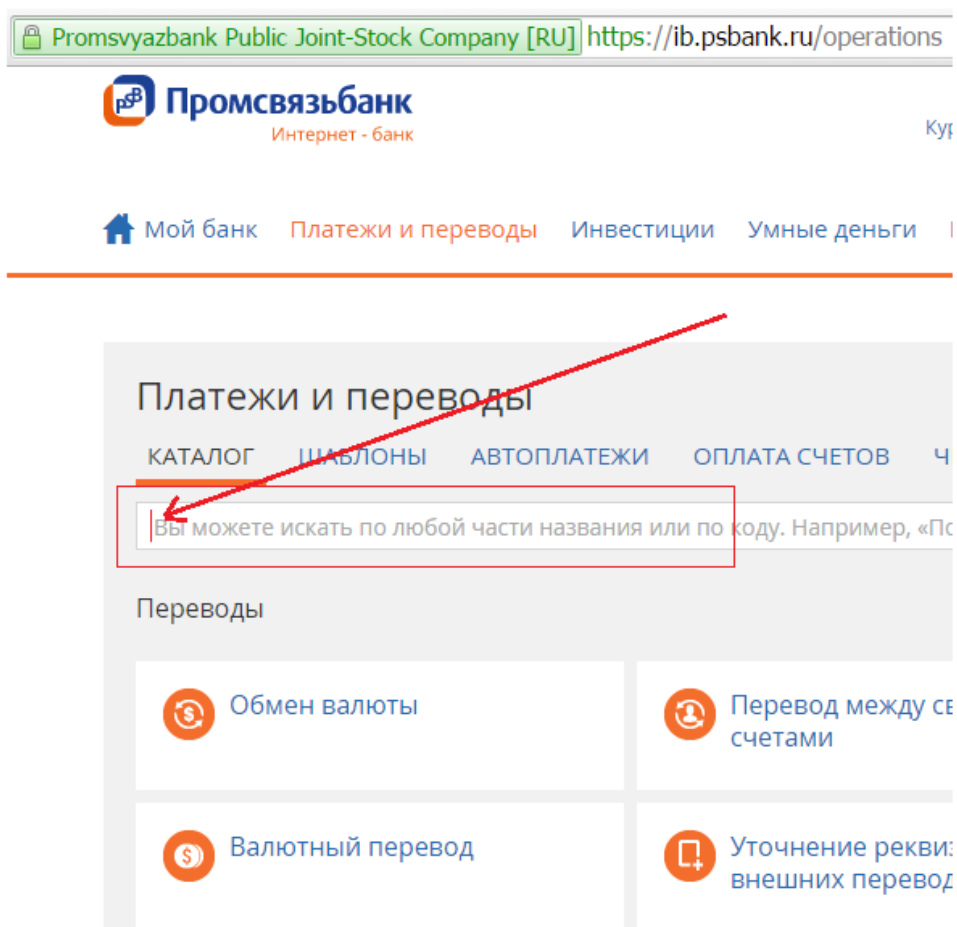 Promsvyazbank Public Joint-Stock Company [RU] https://ib.psbank.ru/operations
PSB Промсвязьбанк
Интернет - банк
Кур
Мой банк Платежи и переводы Инвестиции Умные деньги
Платежи и переводы
КАТАЛОГ ШАБЛОНЫ АВТОПЛАТЕЖИ ОПЛАТА СЧЕТОВ Ч
Вы можете искать по любой части названия или по коду. Например, «По
Переводы
Обмен валюты
Перевод между св
счетами
Валютный перевод
Уточнение рекви
внешних перевод